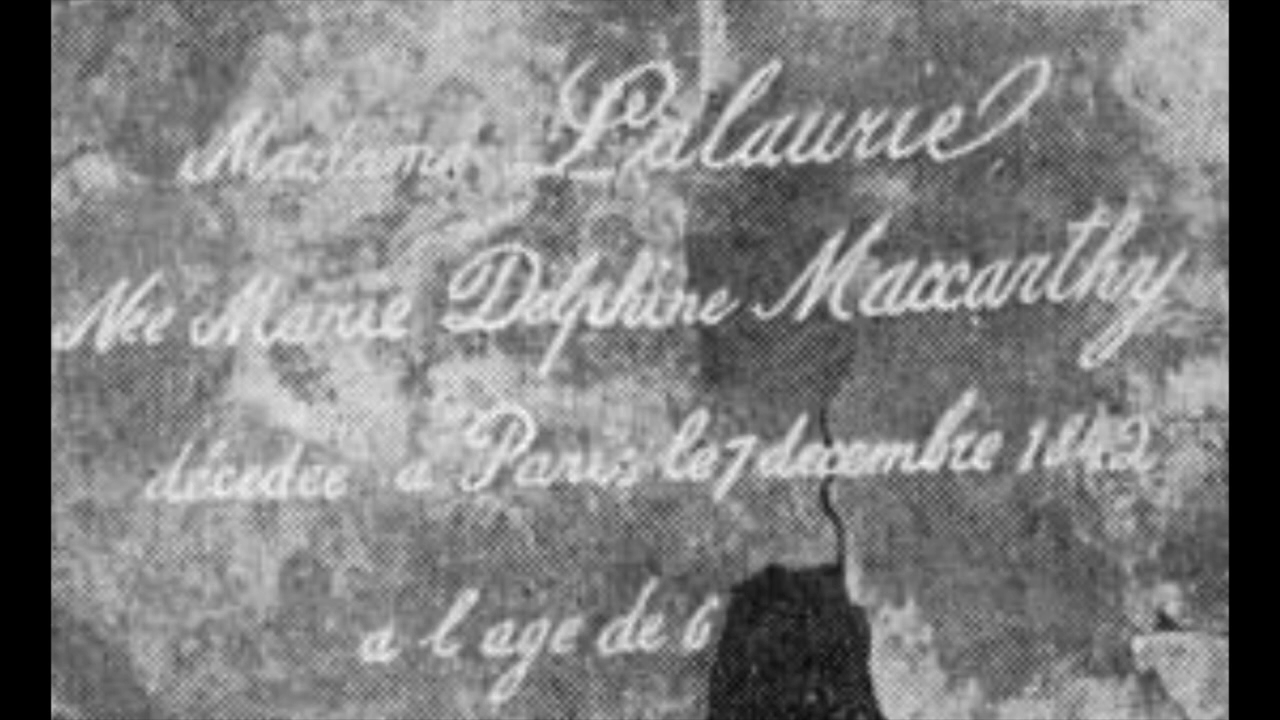 Madame Lalaurie
Née Marie Delphine Maccarthy
décédée à Paris le 7 decembre 1842
a l age de 6